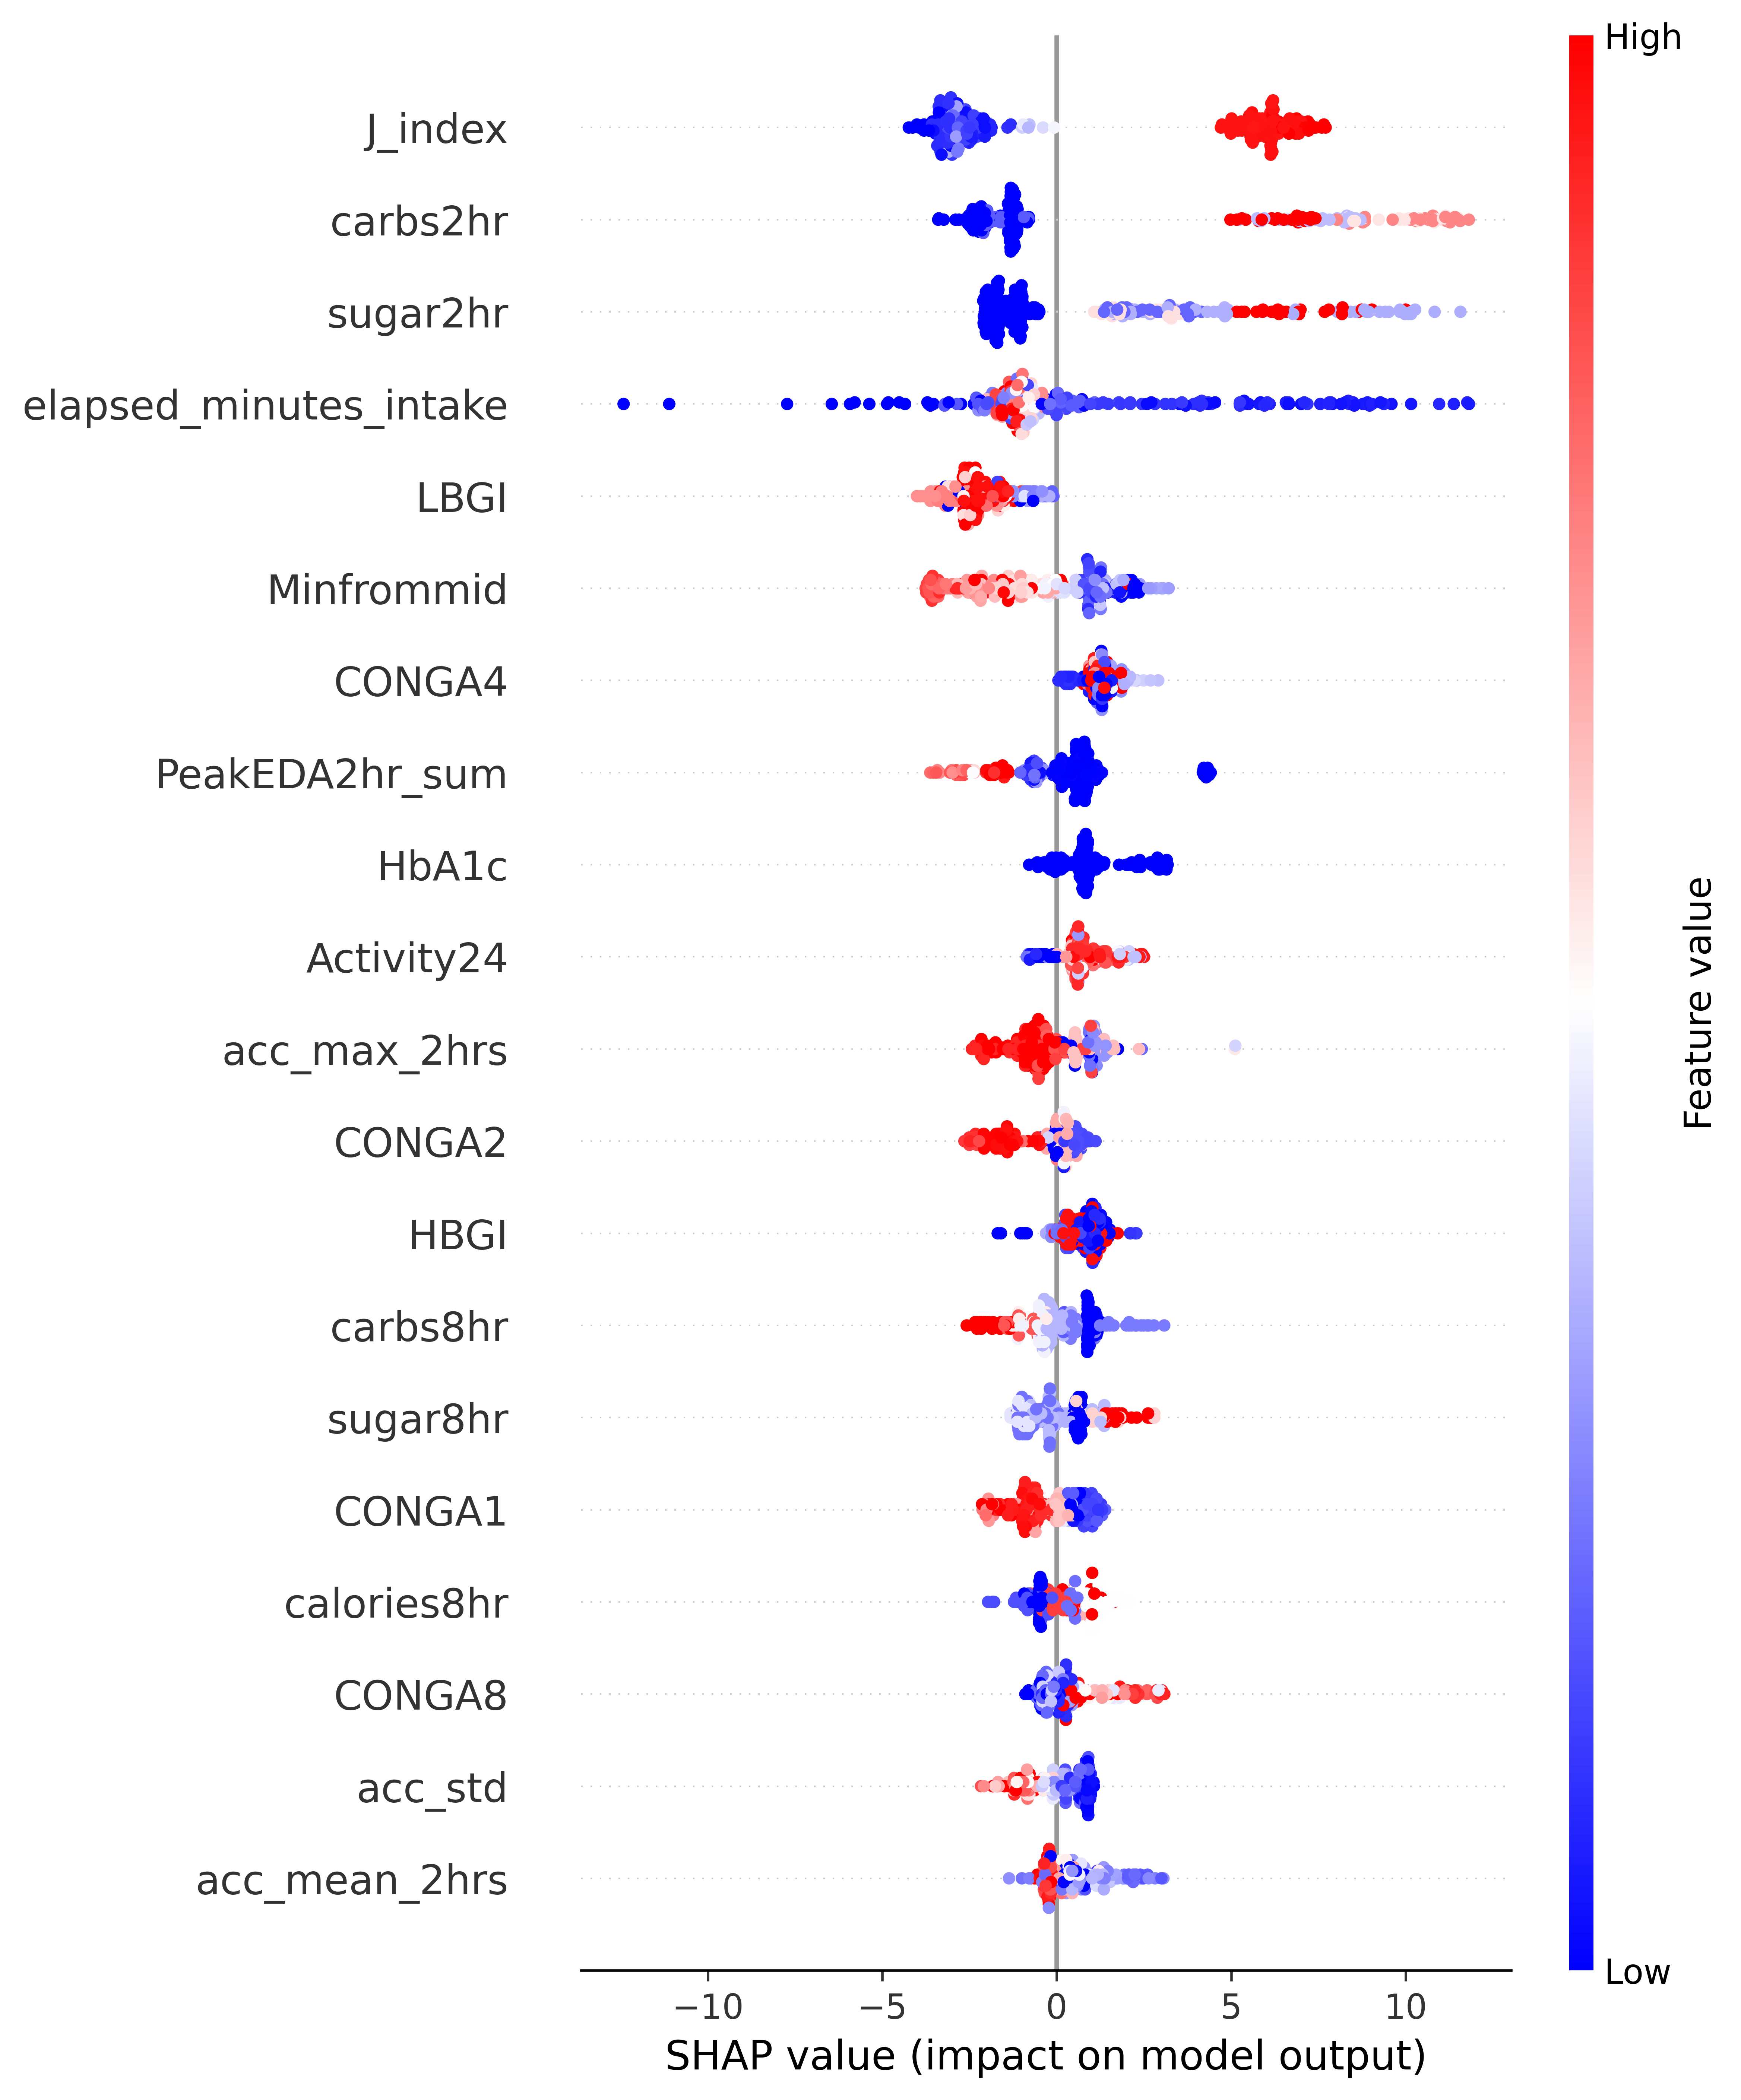 High
J_index
carbs2hr
sugar2hr
elapsed_minutes_intake
LBGI
Minfrommid
CONGA4
PeakEDA2hr_sum
HbA1c
Activity24
acc_max_2hrs
CONGA2
HBGI
carbs8hr
sugar8hr
CONGA1
calories8hr
CONGA8
acc_std
acc_mean_2hrs
Feature value
Low
−10 −5 0 5 10
SHAP value (impact on model output)